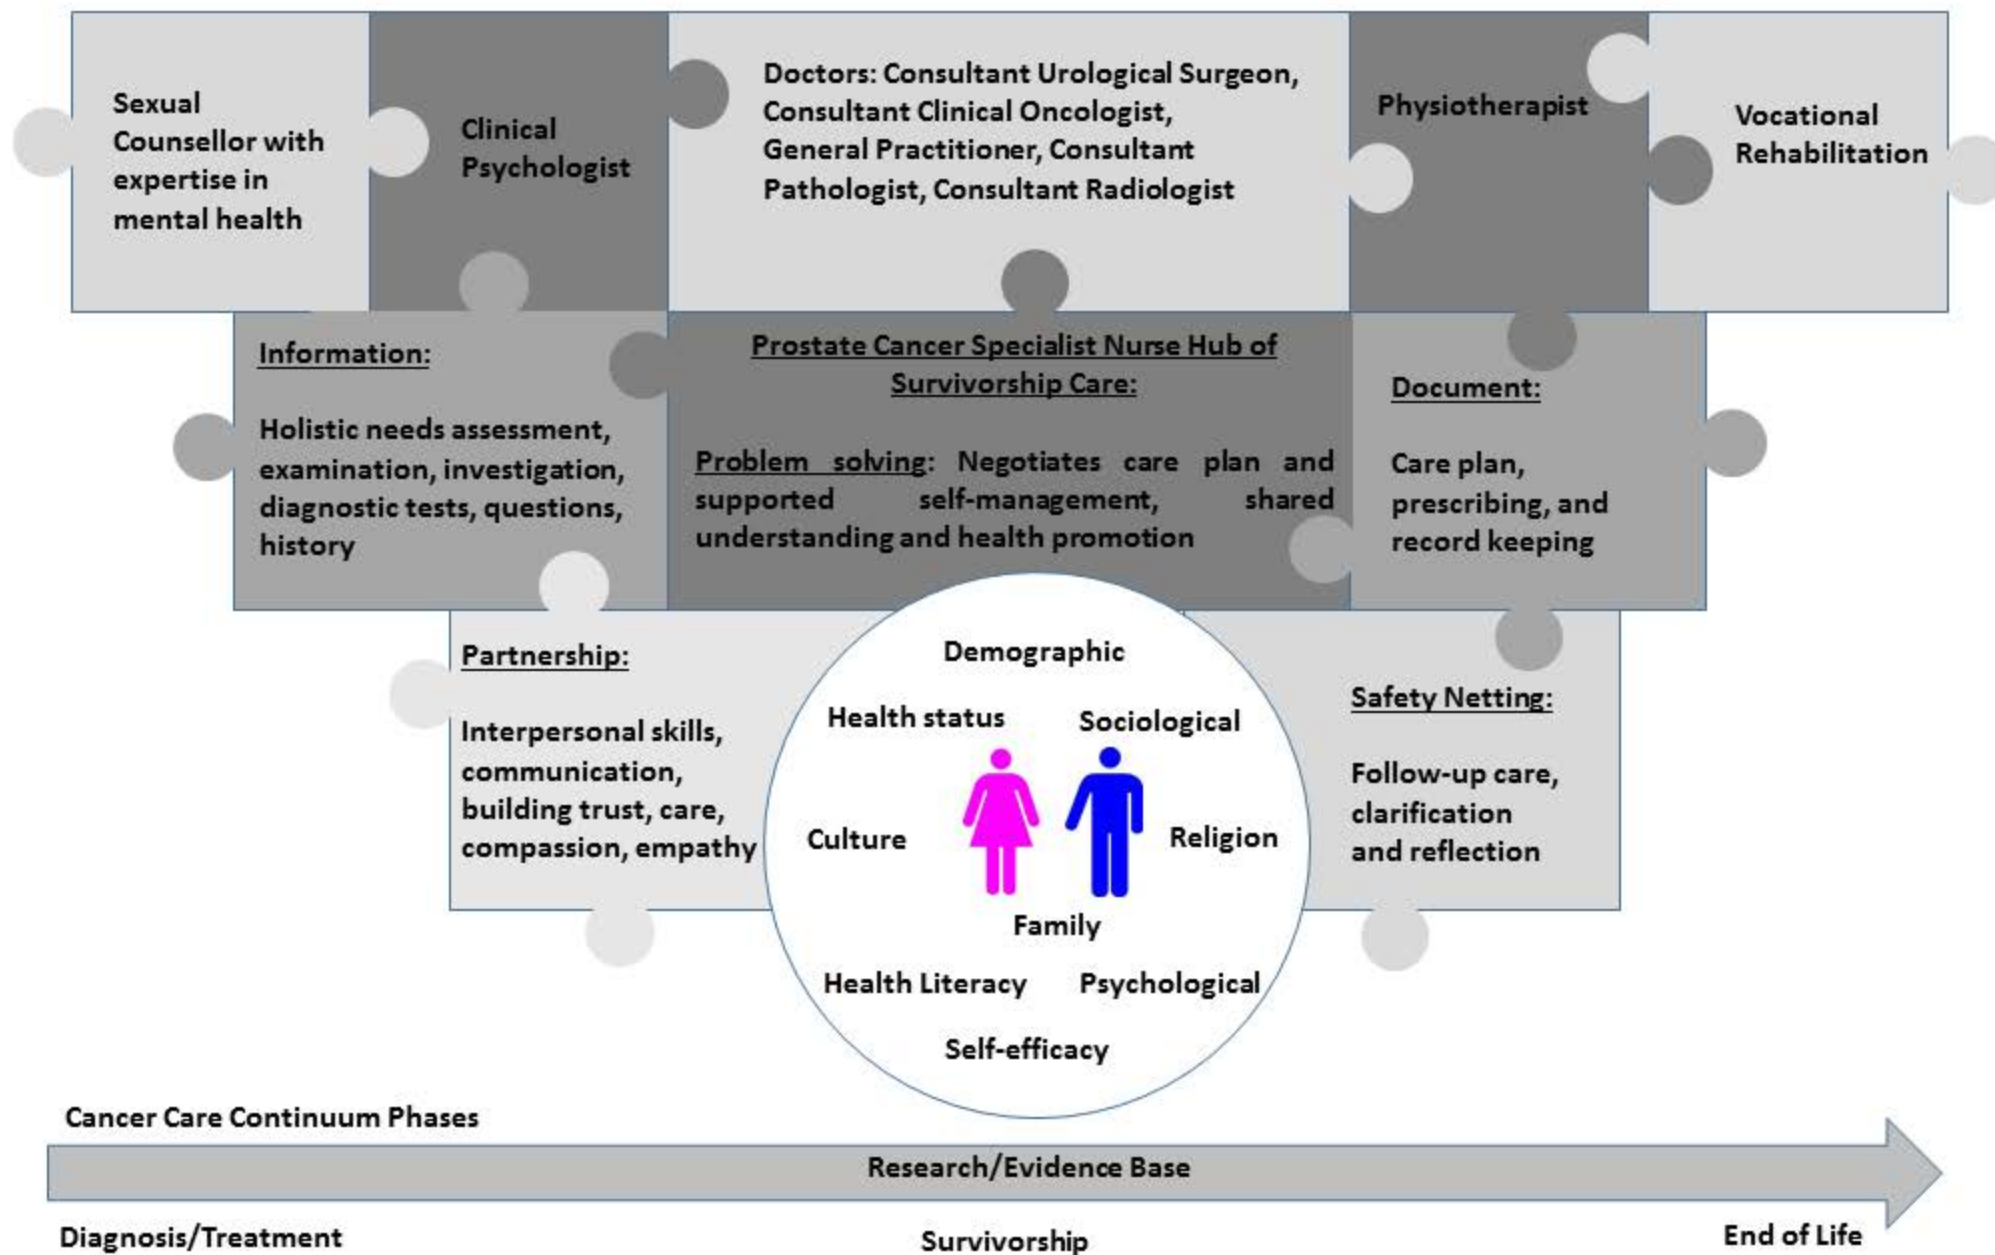 Sexual
Counsellor with
expertise in
mental health
Clinical
Psychologist
Doctors: Consultant Urological Surgeon,
Consultant Clinical Oncologist,
General Practitioner, Consultant
Pathologist, Consultant Radiologist
Physiotherapist
Vocational
Rehabilitation
Information:
Holistic needs assessment,
examination, investigation,
diagnostic tests, questions,
history
Prostate Cancer Specialist Nurse Hub of
Survivorship Care:
Problem solving: Negotiates care plan and
supported self-management, shared
understanding and health promotion
Document:
Care plan,
prescribing, and
record keeping
Partnership:
Interpersonal skills,
communication,
building trust, care,
compassion, empathy
Demographic
Health status
Sociological
Culture
Religion
Family
Health Literacy
Psychological
Self-efficacy
Safety Netting:
Follow-up care,
clarification
and reflection
Cancer Care Continuum Phases
Research/Evidence Base
Diagnosis/Treatment
Survivorship
End of Life